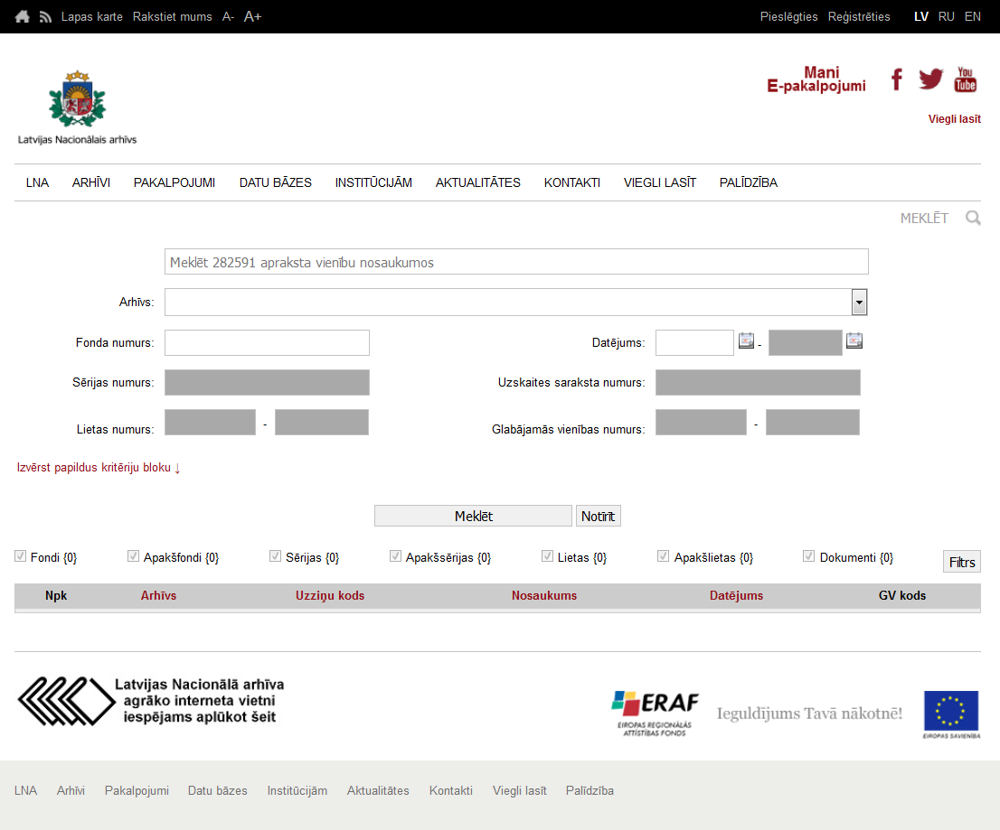 Lapas karte Rakstiet mums A- A+ Pieslēgties Reģistrēties LV RU EN
Mani
E-pakalpojumi
You
Tube
Viegli lasīt
Latvijas Nacionālais arhīvs
LNA ARHĪVI PAKALPOJUMI DATU BĀZES INSTITŪCIJĀM AKTUALITĀTES KONTAKTI VIEGLI LASĪT PALĪDZĪBA
MEKLĒT
Meklēt 282591 apraksta vienību nosaukumos
Arhīvs:
Fonda numurs: Datējums: -
Sērijas numurs: Uzskaites saraksta numurs:
Lietas numurs: - Glabājamās vienības numurs: -
Izvērst papildus kritēriju bloku ↓
Meklēt Notīrīt
Fondi {0} Apakšfondi {0} Sērijas {0} Apakšsērijas {0} Lietas {0} Apakšlietas {0} Dokumenti {0} Filtrs
Npk Arhīvs Uzziņu kods Nosaukums Datējums GV kods
Latvijas Nacionālā arhīva
agrāko interneta vietni
iespējams aplūkot šeit
ERAF
EIROPAS REGIONĀLĀS
ATTĪSTĪBAS FONDS
Ieguldījums Tavā nākotnē!
EIROPAS SAVIENĪBA
LNA Arhīvi Pakalpojumi Datu bāzes Institūcijām Aktualitātes Kontakti Viegli lasīt Palīdzība